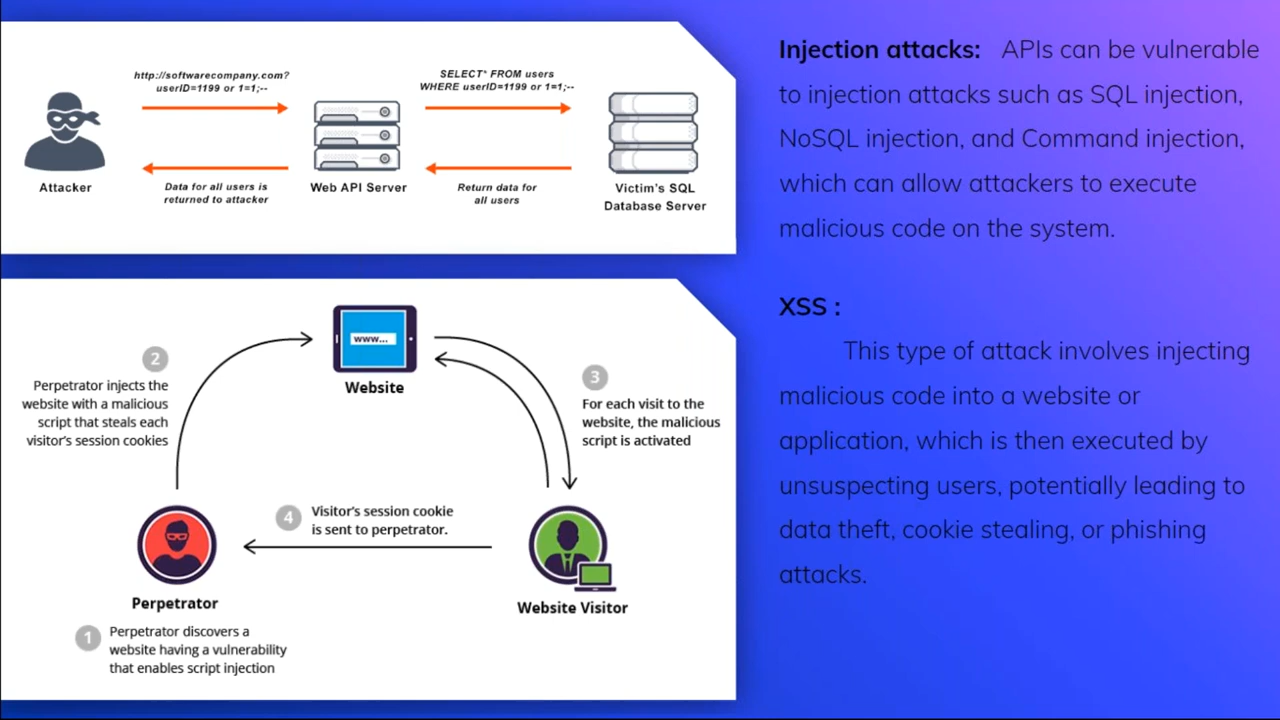 http://softwarecompany.com?
userID=1199 or 1=1;--
SELECT* FROM users
WHERE userID=1199 or 1=1;--
Attacker
Data for all users is
returned to attacker
Web API Server
Return data for
all users
Victim's SQL
Database Server
2
Perpetrator injects the
website with a malicious
script that steals each
visitor's session cookies
www...
Website
3
For each visit to the
website, the malicious
script is activated
4
Visitor's session cookie
is sent to perpetrator.
Perpetrator
Website Visitor
1
Perpetrator discovers a
website having a vulnerability
that enables script injection
Injection attacks: APIs can be vulnerable
to injection attacks such as SQL injection,
NoSQL injection, and Command injection,
which can allow attackers to execute
malicious code on the system.
XSS :
This type of attack involves injecting
malicious code into a website or
application, which is then executed by
unsuspecting users, potentially leading to
data theft, cookie stealing, or phishing
attacks.